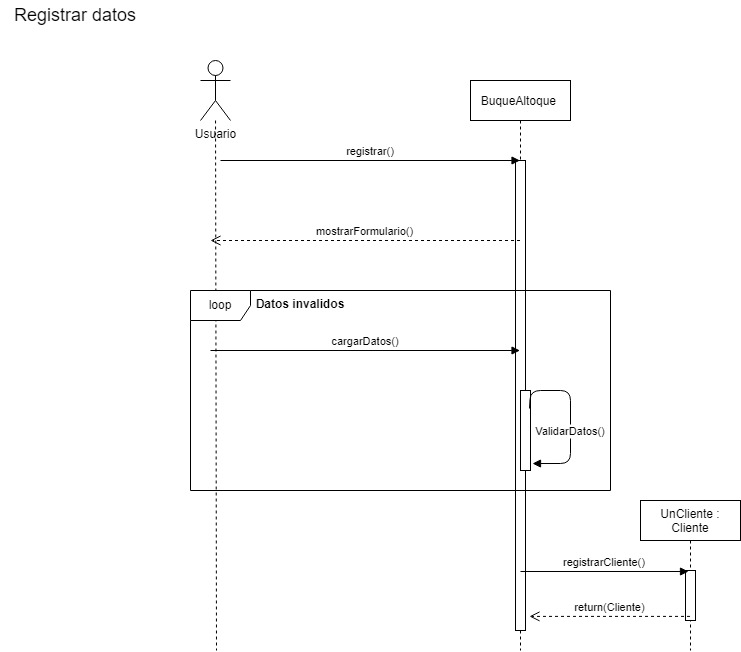 Registrar datos
Usuario
BuqueAltoque
registrar()
mostrarFormulario()
loop
Datos invalidos
cargarDatos()
ValidarDatos()
UnCliente :
Cliente
registrarCliente()
return(Cliente)